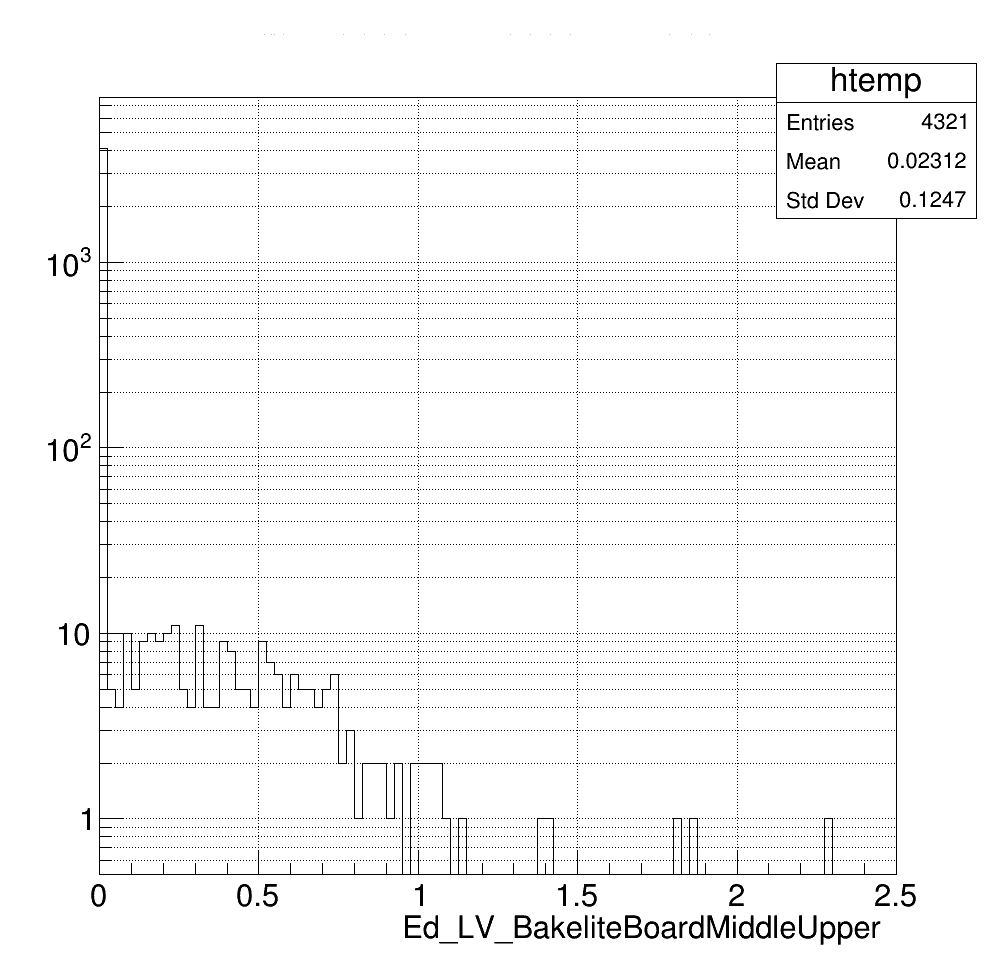 htemp
Entries 4321
Mean 0.02312
Std Dev 0.1247
10³
10²
10
1
0 0.5 1 1.5 2 2.5
Ed_LV_BakeliteBoardMiddleUpper